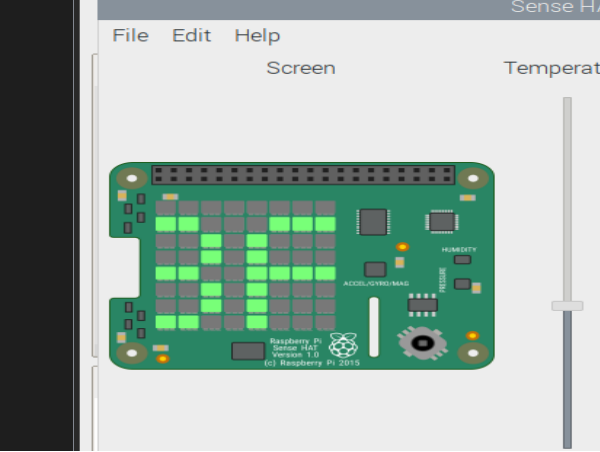 Sense HA
File Edit Help
Screen Temperat
HUMIDITY
PRESSURE
ACCEL/GYRO/MAG
Raspberry Pi
Sense HAT
Version 1.0
(c) Raspberry Pi 2015